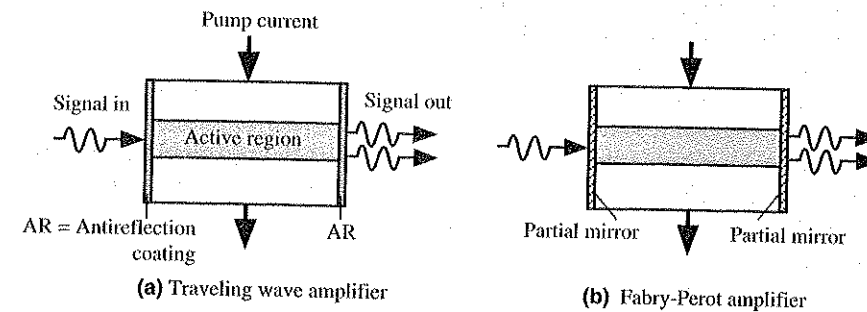 Pump current
Signal in
Signal out
Active region
AR = Antireflection
coating
AR
(a) Traveling wave amplifier
Partial mirror
Partial mirror
(b) Fabry-Perot amplifier